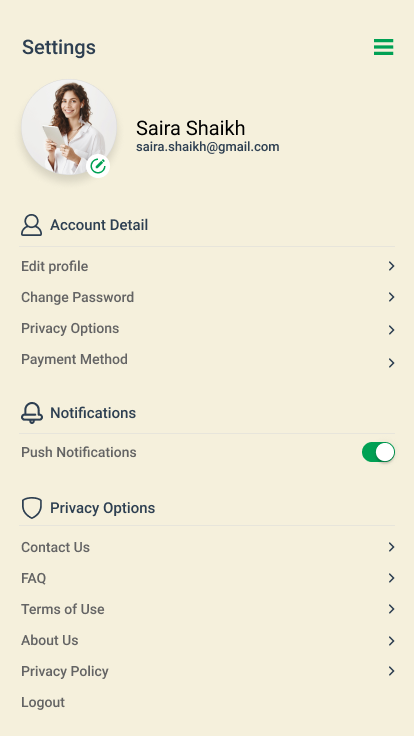 Settings
Saira Shaikh
saira.shaikh@gmail.com
Account Detail
Edit profile
Change Password
Privacy Options
Payment Method
Notifications
Push Notifications
Privacy Options
Contact Us
FAQ
Terms of Use
About Us
Privacy Policy
Logout